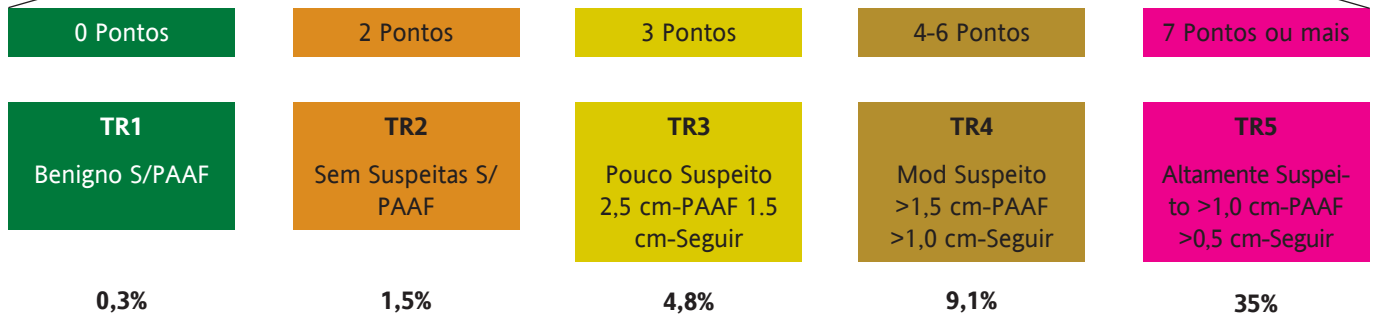 0 Pontos
2 Pontos
3 Pontos
4-6 Pontos
7 Pontos ou mais
TR1
Benigno S/PAAF
TR2
Sem Suspeitas S/
PAAF
TR3
Pouco Suspeito
2,5 cm-PAAF 1.5
cm-Seguir
TR4
Mod Suspeito
>1,5 cm-PAAF
>1,0 cm-Seguir
TR5
Altamente Suspei-
to >1,0 cm-PAAF
>0,5 cm-Seguir
0,3%
1,5%
4,8%
9,1%
35%